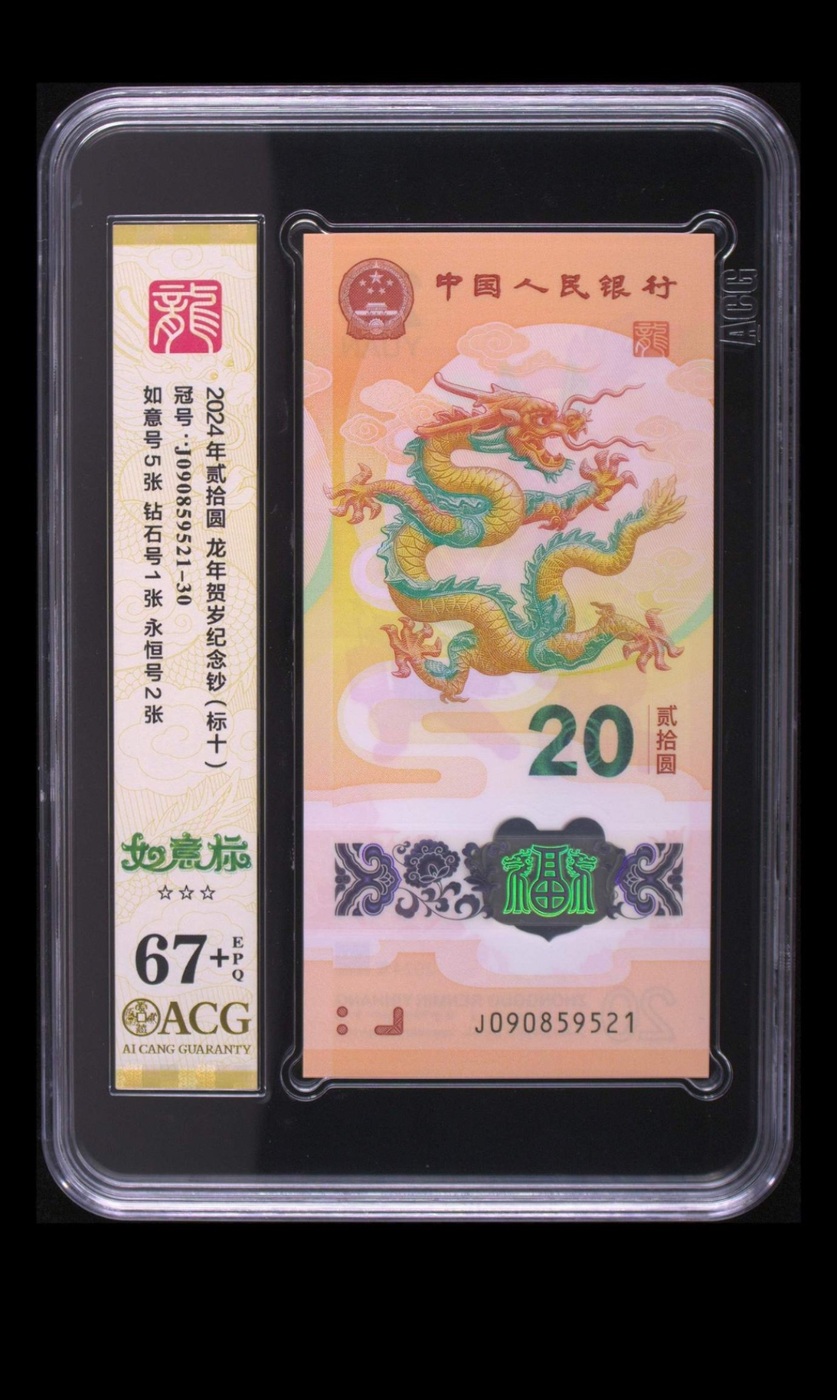 龍
2024年贰拾圆 龙年贺岁纪念钞(标十)
冠号:J090859521-30
如意号5张 钻石号1张 永恒号2张
如意标
☆☆☆
67+EPQ
ACG
AI CANG GUARANTY
中国人民银行
龍
20
贰拾圆
福
J090859521
ACG